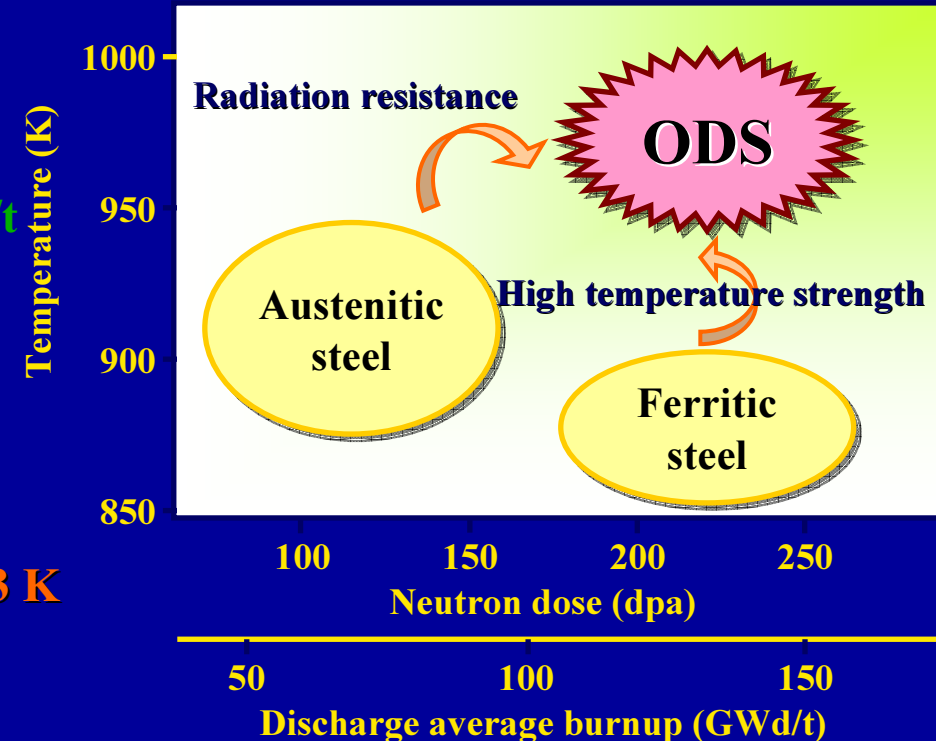 1000
Radiation resistance
ODS
Temperature (K)
950
/t
Austenitic
steel
High temperature strength
900
Ferritic
steel
850
100 150 200 250
3 K
Neutron dose (dpa)
50 100 150
Discharge average burnup (GWd/t)